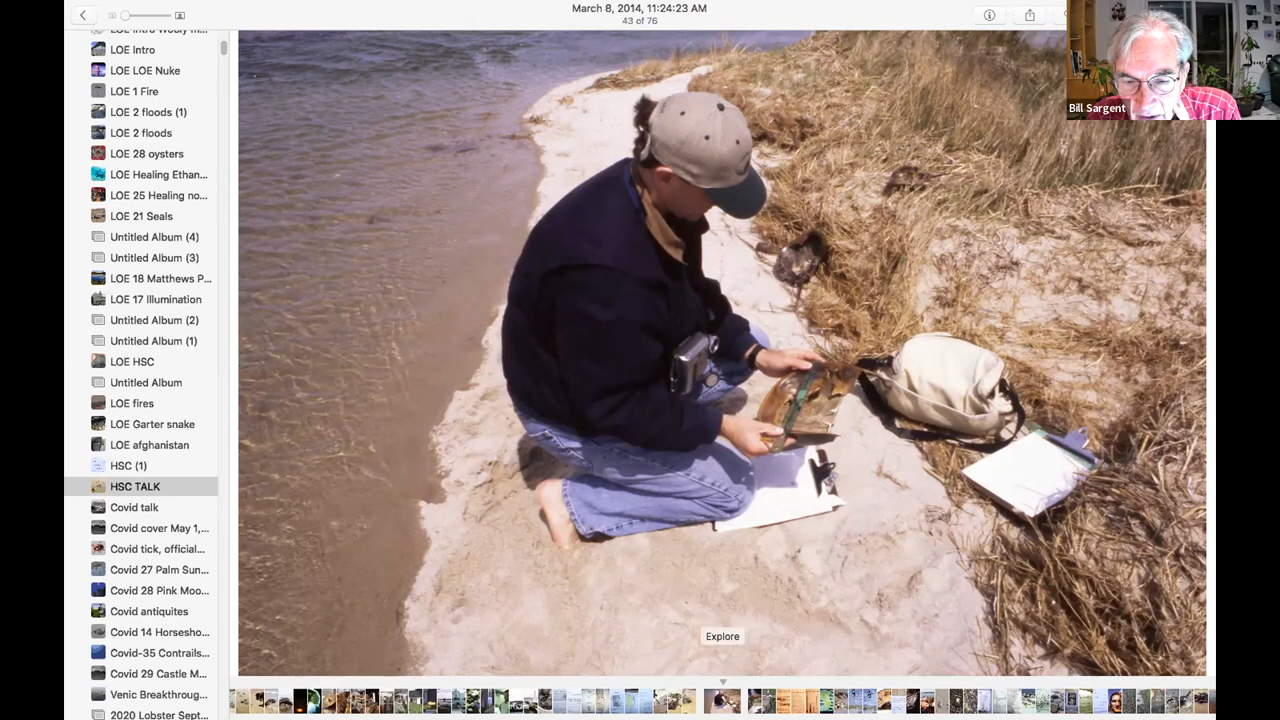 March 8, 2014, 11:24:23 AM
43 of 76
Bill Sargent
LOE Intro
LOE LOE Nuke
LOE 1 Fire
LOE 2 floods (1)
LOE 2 floods
LOE 28 oysters
LOE Healing Ethan...
LOE 25 Healing no...
LOE 21 Seals
Untitled Album (4)
Untitled Album (3)
LOE 18 Matthews P...
LOE 17 Illumination
Untitled Album (2)
Untitled Album (1)
LOE HSC
Untitled Album
LOE fires
LOE Garter snake
LOE afghanistan
HSC (1)
HSC TALK
Covid talk
Covid cover May 1,...
Covid tick, official...
Covid 27 Palm Sun...
Covid 28 Pink Moo...
Covid antiquites
Covid 14 Horsesho...
Covid-35 Contrails...
Covid 29 Castle M...
Venic Breakthroug...
2020 Lobster Sept...
Explore